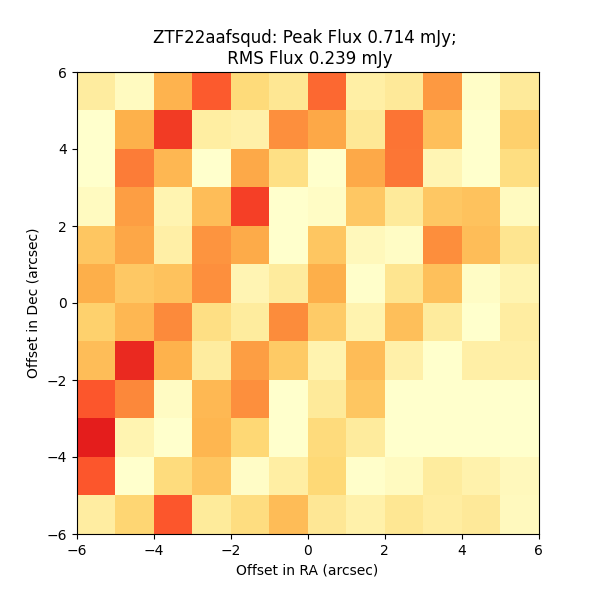 ZTF22aafsqud: Peak Flux 0.714 mJy;
RMS Flux 0.239 mJy
6
4
2
0
−2
−4
−6
Offset in Dec (arcsec)
−6 −4 −2 0 2 4 6
Offset in RA (arcsec)